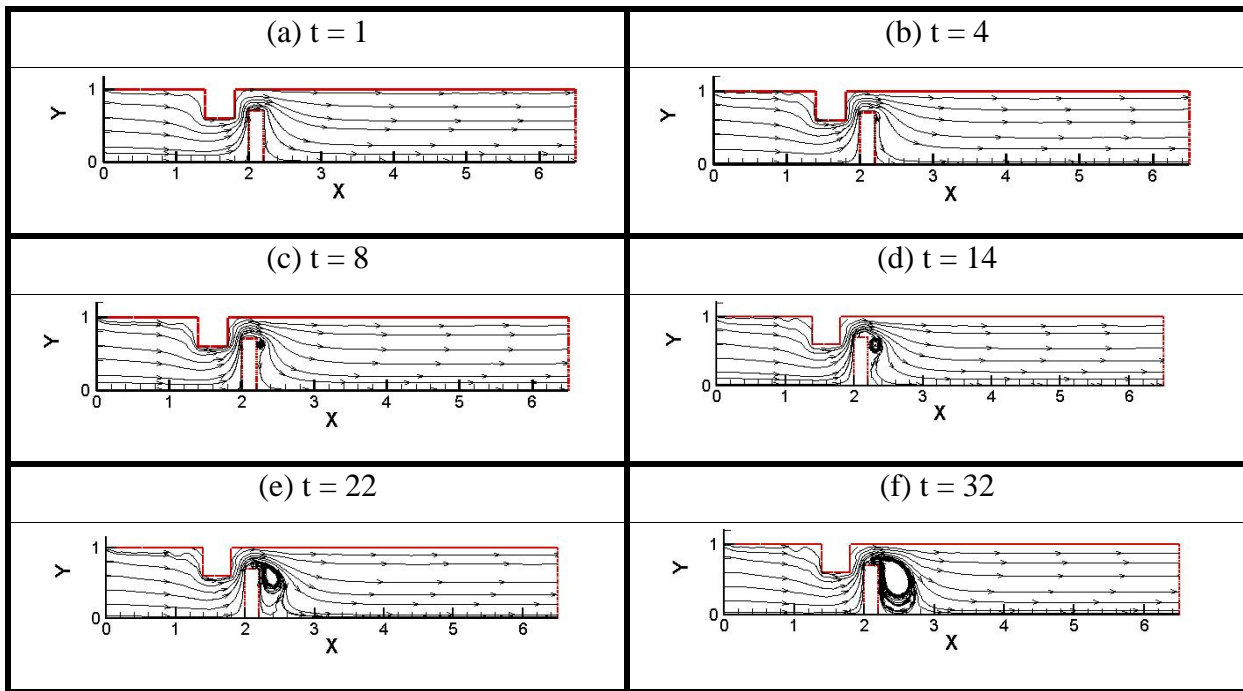 (a) t = 1
(b) t = 4
Y
1
0
0 1 2 3 4 5 6
X
Y
1
0
0 1 2 3 4 5 6
X
(c) t = 8
(d) t = 14
Y
1
0
0 1 2 3 4 5 6
X
Y
1
0
0 1 2 3 4 5 6
X
(e) t = 22
(f) t = 32
Y
1
0
0 1 2 3 4 5 6
X
Y
1
0
0 1 2 3 4 5 6
X